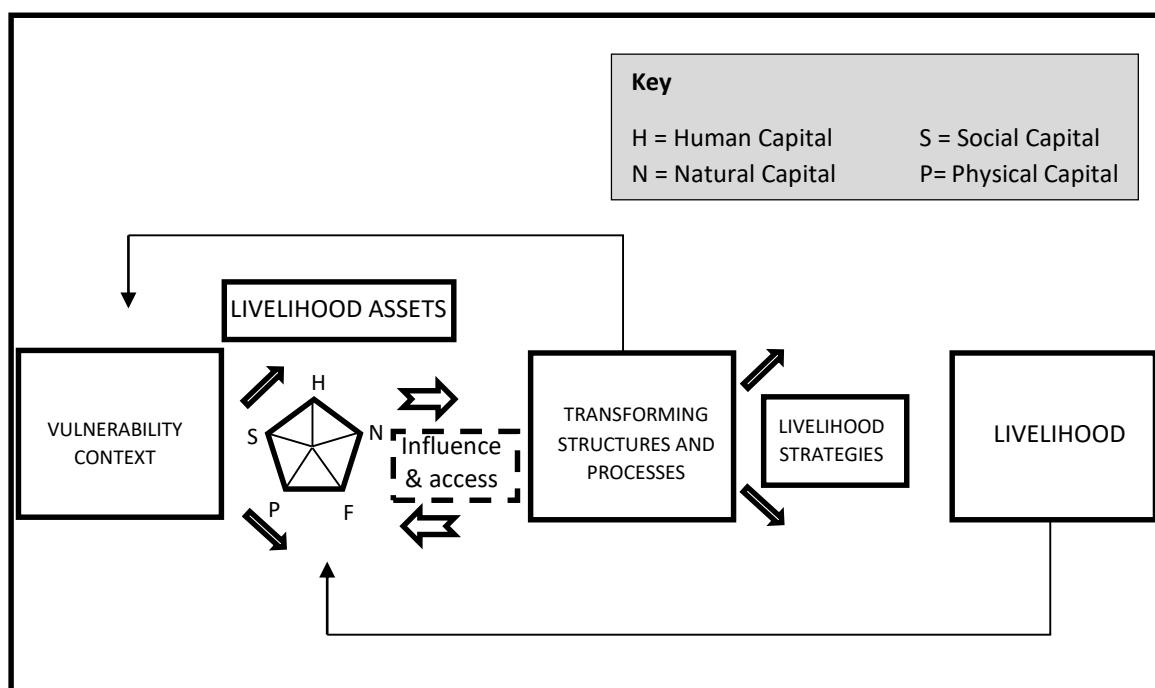 Key
H = Human Capital
S = Social Capital
N = Natural Capital
P= Physical Capital
LIVELIHOOD ASSETS
VULNERABILITY
CONTEXT
H
S
N
P
F
Influence
& access
TRANSFORMING
STRUCTURES AND
PROCESSES
LIVELIHOOD
STRATEGIES
LIVELIHOOD